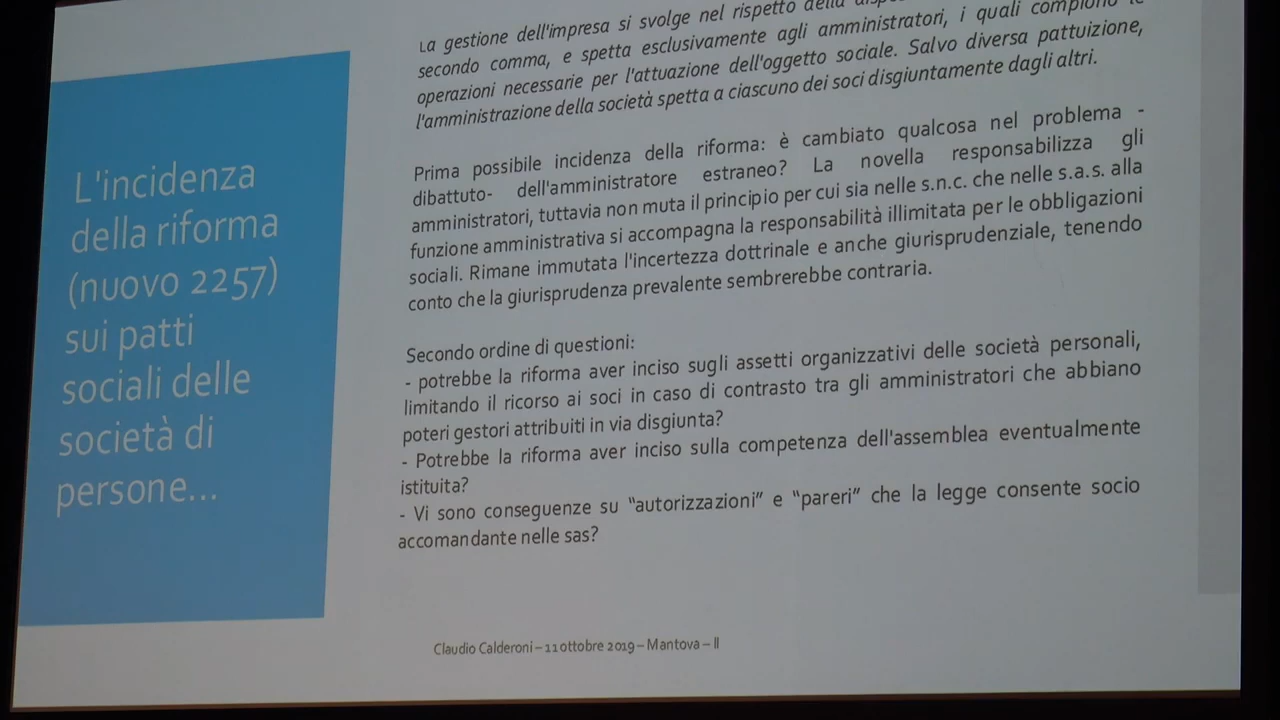 L'incidenza
della riforma
(nuovo 2257)
sui patti
sociali delle
società di
persone...
La gestione dell'impresa si svolge nel rispetto della
secondo comma, e spetta esclusivamente agli amministratori, i quali compiono le
operazioni necessarie per l'attuazione dell'oggetto sociale. Salvo diversa pattuizione,
l'amministrazione della società spetta a ciascuno dei soci disgiuntamente dagli altri.
Prima possibile incidenza della riforma: è cambiato qualcosa nel problema -
dibattuto- dell'amministratore estraneo? La novella responsabilizza gli
amministratori, tuttavia non muta il principio per cui sia nelle s.n.c. che nelle s.a.s. alla
funzione amministrativa si accompagna la responsabilità illimitata per le obbligazioni
sociali. Rimane immutata l'incertezza dottrinale e anche giurisprudenziale, tenendo
conto che la giurisprudenza prevalente sembrerebbe contraria.
Secondo ordine di questioni:
- potrebbe la riforma aver inciso sugli assetti organizzativi delle società personali,
limitando il ricorso ai soci in caso di contrasto tra gli amministratori che abbiano
poteri gestori attribuiti in via disgiunta?
- Potrebbe la riforma aver inciso sulla competenza dell'assemblea eventualmente
istituita?
- Vi sono conseguenze su “autorizzazioni” e “pareri” che la legge consente socio
accomandante nelle sas?
Claudio Calderoni – 11 ottobre 2019 – Mantova – II